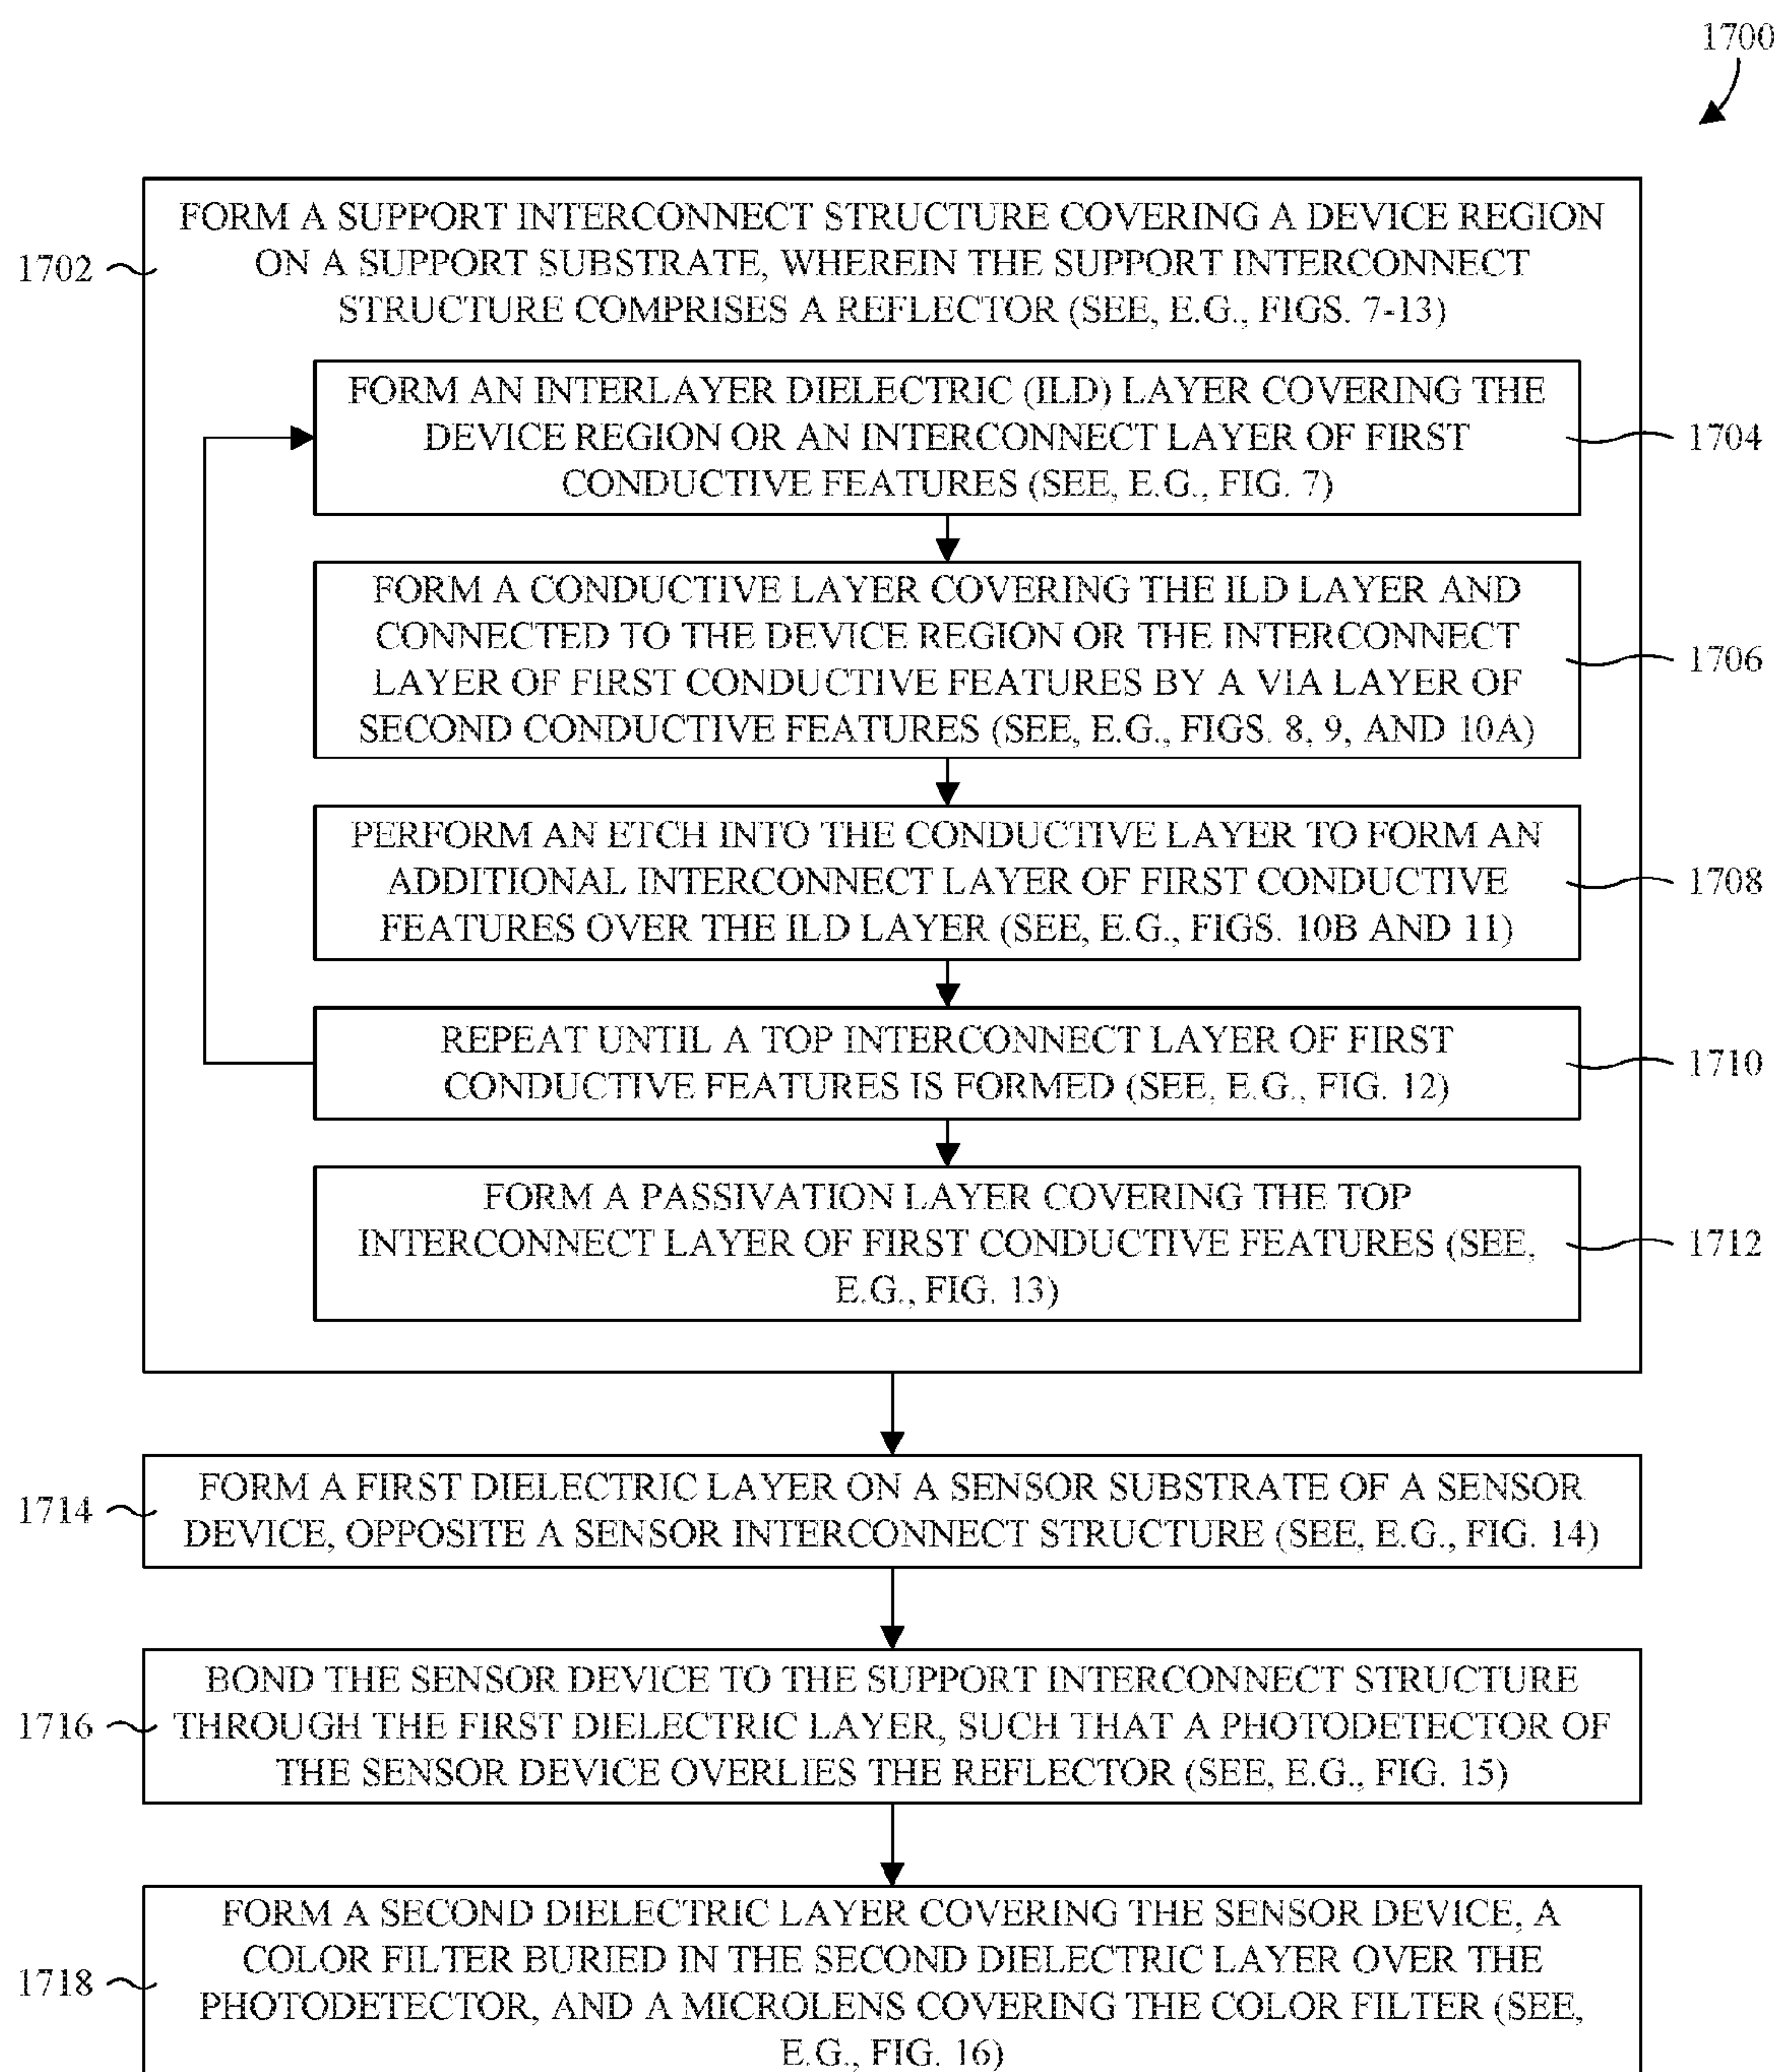 1700
FORM A SUPPORT INTERCONNECT STRUCTURE COVERING A DEVICE REGION
ON A SUPPORT SUBSTRATE, WHEREIN THE SUPPORT INTERCONNECT
STRUCTURE COMPRISES A REFLECTOR (SEE, E.G., FIGS. 7-13)
1702
FORM AN INTERLAYER DIELECTRIC (ILD) LAYER COVERING THE
DEVICE REGION OR AN INTERCONNECT LAYER OF FIRST
CONDUCTIVE FEATURES (SEE, E.G., FIG. 7)
1704
FORM A CONDUCTIVE LAYER COVERING THE ILD LAYER AND
CONNECTED TO THE DEVICE REGION OR THE INTERCONNECT
LAYER OF FIRST CONDUCTIVE FEATURES BY A VIA LAYER OF
SECOND CONDUCTIVE FEATURES (SEE, E.G., FIGS. 8, 9, AND 10A)
1706
PERFORM AN ETCH INTO THE CONDUCTIVE LAYER TO FORM AN
ADDITIONAL INTERCONNECT LAYER OF FIRST CONDUCTIVE
FEATURES OVER THE ILD LAYER (SEE, E.G., FIGS. 10B AND 11)
1708
REPEAT UNTIL A TOP INTERCONNECT LAYER OF FIRST
CONDUCTIVE FEATURES IS FORMED (SEE, E.G., FIG. 12)
1710
FORM A PASSIVATION LAYER COVERING THE TOP
INTERCONNECT LAYER OF FIRST CONDUCTIVE FEATURES (SEE,
E.G., FIG. 13)
1712
FORM A FIRST DIELECTRIC LAYER ON A SENSOR SUBSTRATE OF A SENSOR
DEVICE, OPPOSITE A SENSOR INTERCONNECT STRUCTURE (SEE, E.G., FIG. 14)
1714
BOND THE SENSOR DEVICE TO THE SUPPORT INTERCONNECT STRUCTURE
THROUGH THE FIRST DIELECTRIC LAYER, SUCH THAT A PHOTODETECTOR OF
THE SENSOR DEVICE OVERLIES THE REFLECTOR (SEE, E.G., FIG. 15)
1716
FORM A SECOND DIELECTRIC LAYER COVERING THE SENSOR DEVICE, A
COLOR FILTER BURIED IN THE SECOND DIELECTRIC LAYER OVER THE
PHOTODETECTOR, AND A MICROLENS COVERING THE COLOR FILTER (SEE,
E.G., FIG. 16)
1718